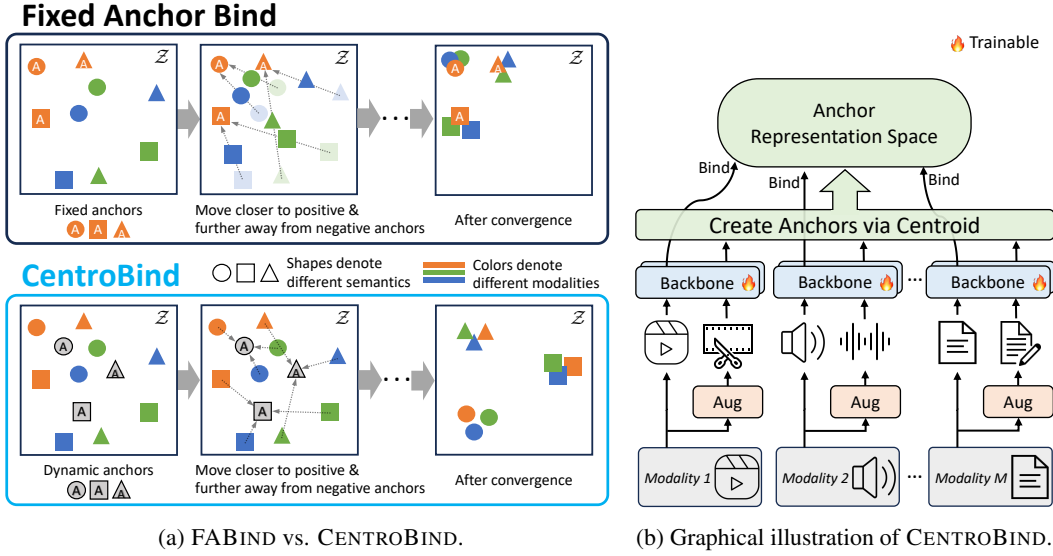 Fixed Anchor Bind
Z
A A
A
Fixed anchors
A A A
Z
A A
A
Move closer to positive &
further away from negative anchors
Z
A A
A
After convergence
CentroBind
Shapes denote
different semantics
Colors denote
different modalities
Z
A
A
A
Dynamic anchors
A A A
Z
A
A
A
Move closer to positive &
further away from negative anchors
Z
After convergence
(a) FABIND vs. CENTROBIND.
Trainable
Anchor
Representation Space
Bind
Bind
Bind
Create Anchors via Centroid
Backbone
Backbone
...
Backbone
Aug
Aug
Aug
Modality 1
Modality 2
...
Modality M
(b) Graphical illustration of CENTROBIND.